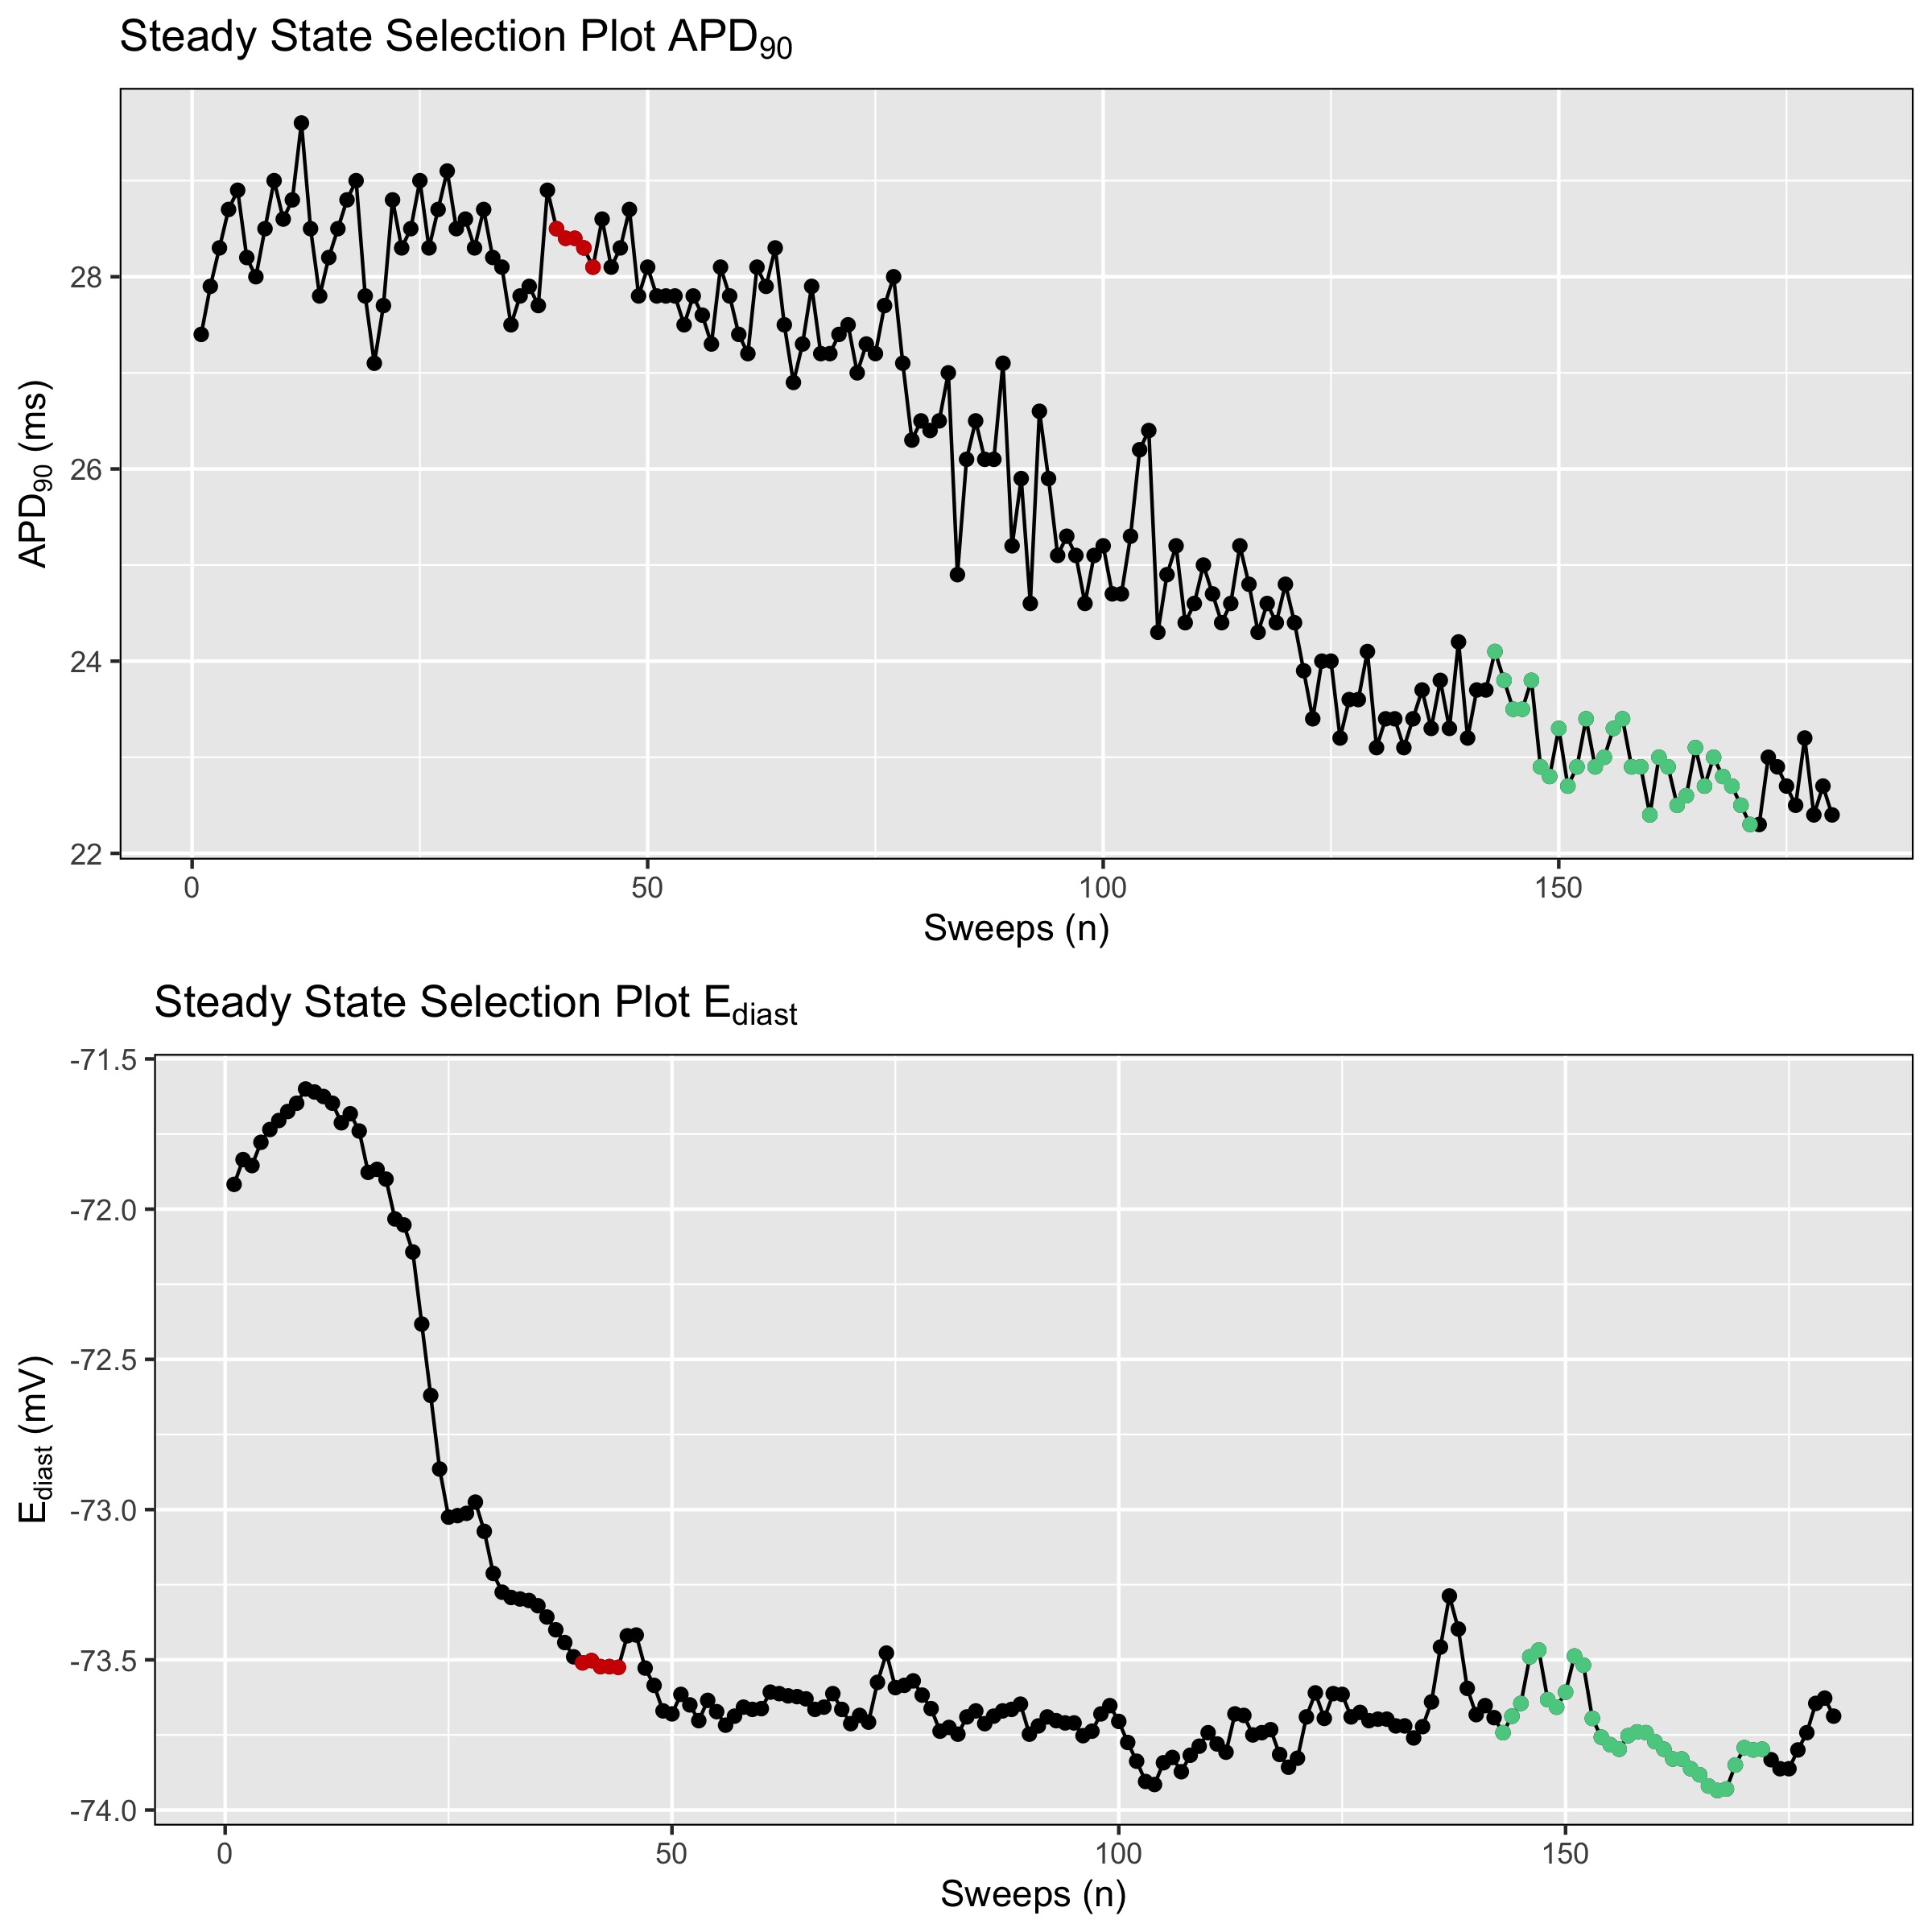 Steady State Selection Plot APD90
28
26
24
22
APD90 (ms)
0 50 100 150
Sweeps (n)
Steady State Selection Plot Ediast
-71.5
-72.0
-72.5
-73.0
-73.5
-74.0
Ediast (mV)
0 50 100 150
Sweeps (n)